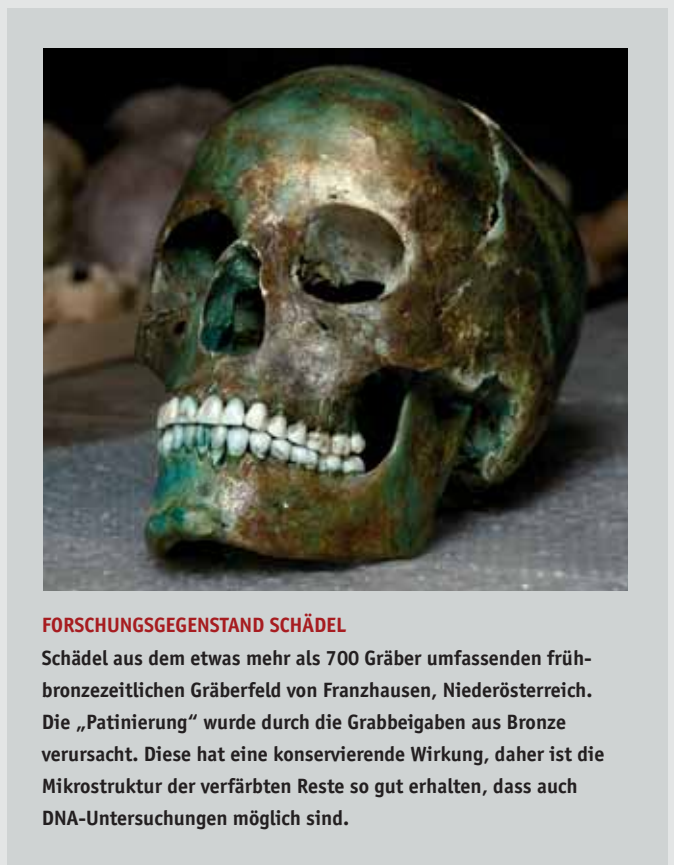 FORSCHUNGSGEGENSTAND SCHÄDEL
Schädel aus dem etwas mehr als 700 Gräber umfassenden früh-
bronzezeitlichen Gräberfeld von Franzhausen, Niederösterreich.
Die „Patinierung“ wurde durch die Grabbeigaben aus Bronze
verursacht. Diese hat eine konservierende Wirkung, daher ist die
Mikrostruktur der verfärbten Reste so gut erhalten, dass auch
DNA-Untersuchungen möglich sind.